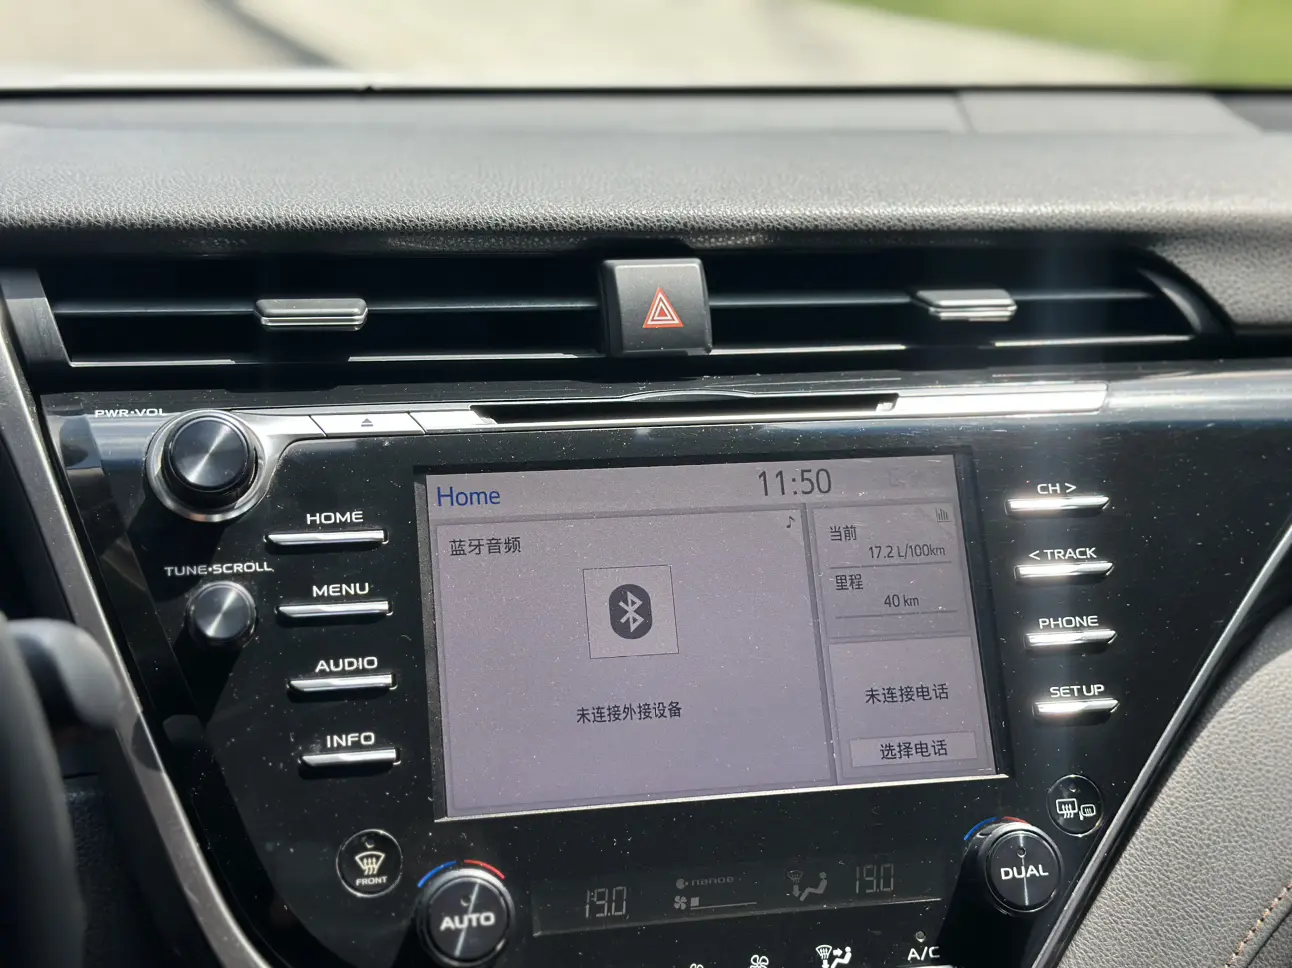 PWR•VOL
HOME
TUNE•SCROLL
MENU
AUDIO
INFO
Home
11:50
蓝牙音频
未连接外接设备
当前
17.2 L/100km
里程
40 km
未连接电话
选择电话
CH >
< TRACK
PHONE
SETUP
FRONT
AUTO
19.0
nanoe
19.0
DUAL
A/C